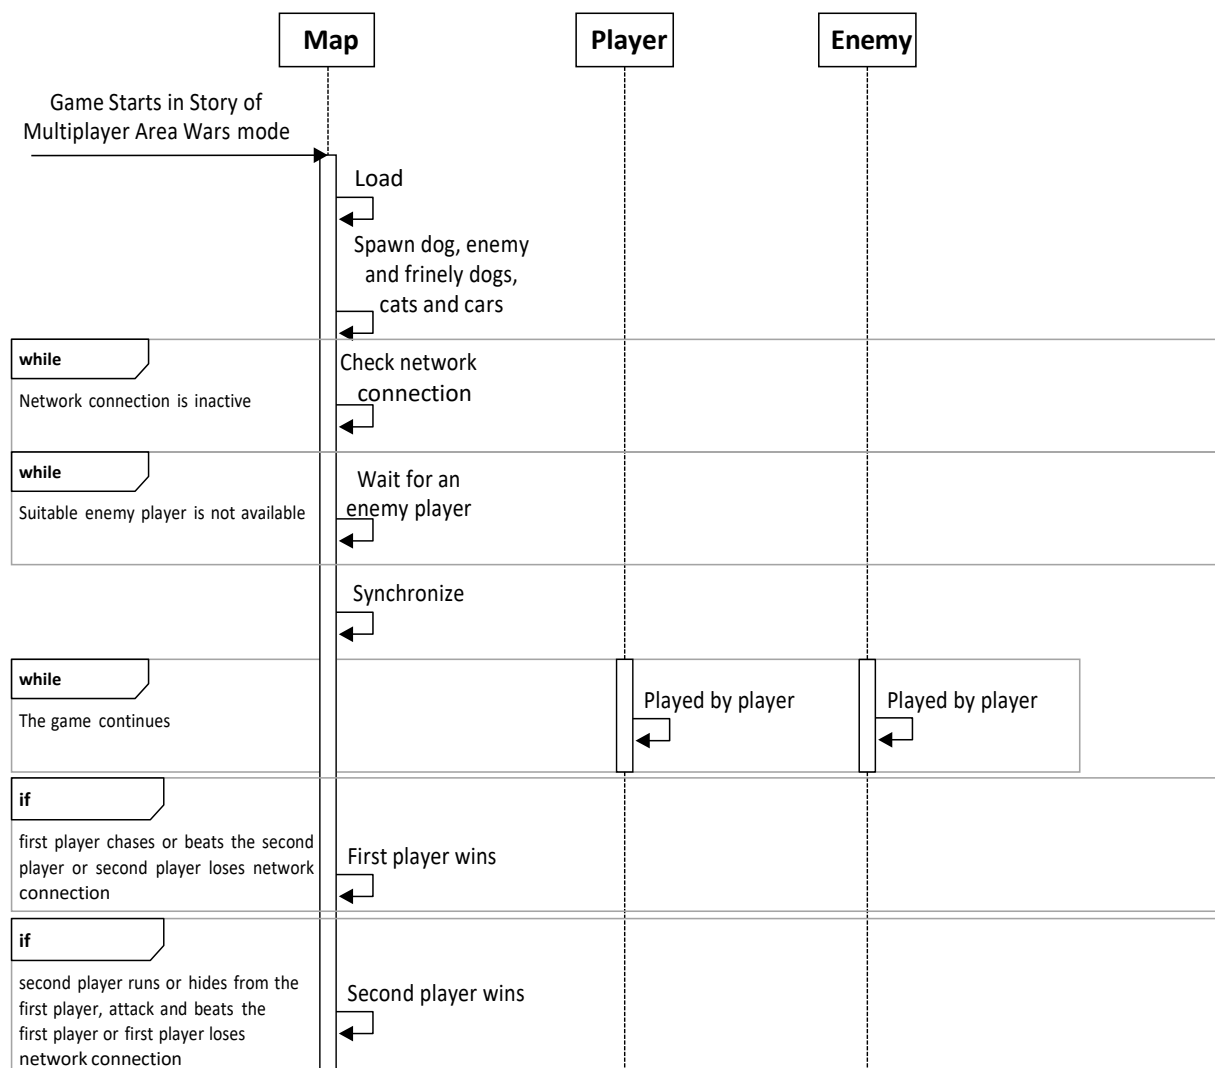 Map
Player
Enemy
Game Starts in Story of
Multiplayer Area Wars mode
Load
Spawn dog, enemy
and frinely dogs,
cats and cars
while
Network connection is inactive
Check network
connection
while
Suitable enemy player is not available
Wait for an
enemy player
Synchronize
while
The game continues
Played by player
Played by player
if
first player chases or beats the second
player or second player loses network
connection
First player wins
if
second player runs or hides from the
first player, attack and beats the
first player or first player loses
network connection
Second player wins